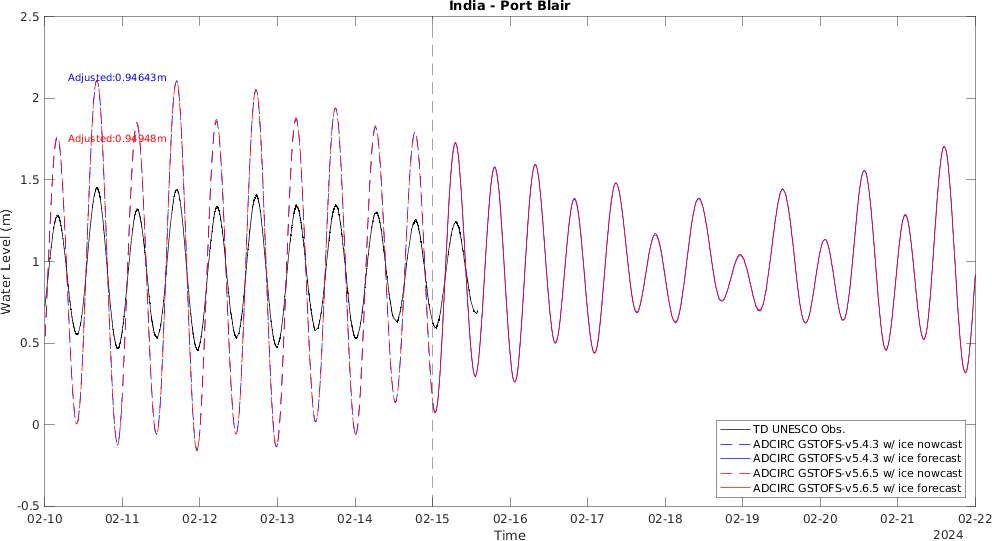 India - Port Blair
2.5
2
1.5
1
0.5
0
-0.5
Water Level (m)
Adjusted:0.94643m
Adjusted:0.94948m
TD UNESCO Obs.
ADCIRC GSTOFS-v5.4.3 w/ ice nowcast
ADCIRC GSTOFS-v5.4.3 w/ ice forecast
ADCIRC GSTOFS-v5.6.5 w/ ice nowcast
ADCIRC GSTOFS-v5.6.5 w/ ice forecast
02-10 02-11 02-12 02-13 02-14 02-15 02-16 02-17 02-18 02-19 02-20 02-21 02-22
Time
2024